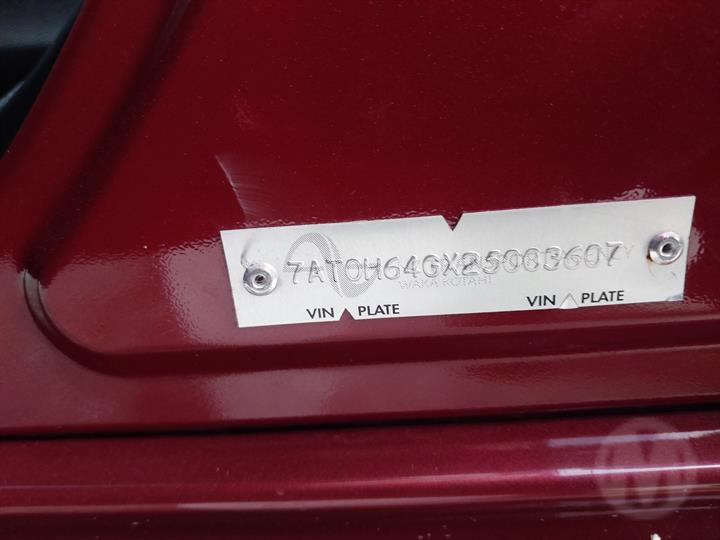 7AT0H64GX25083607
WAKA KOTAHI
VIN PLATE VIN PLATE
M